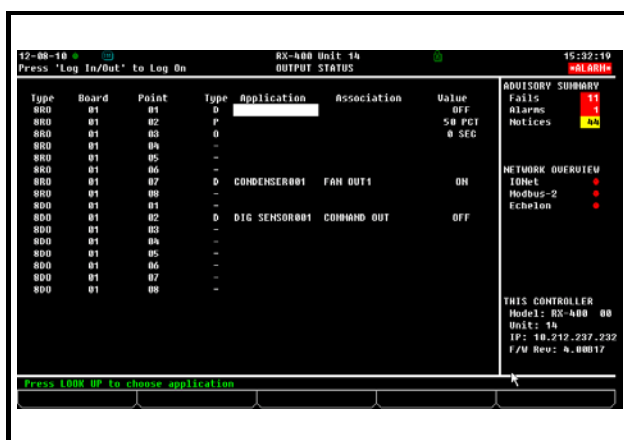 12-08-10 RX-400 Unit 14 15:32:19
Press 'Log In/Out' to Log On OUTPUT STATUS *ALARM*
ADVISORY SUMMARY
Fails 11
Alarms 1
Notices 44
NETWORK OVERVIEW
IONet
Modbus-2
Echelon
THIS CONTROLLER
Model: RX-400 00
Unit: 14
IP: 10.212.237.232
F/W Rev: 4.00B17
Type Board Point Type Application Association Value
8RO 01 01 D OFF
8RO 01 02 P 50 PCT
8RO 01 03 O 0 SEC
8RO 01 04 -
8RO 01 05 -
8RO 01 06 -
8RO 01 07 D CONDENSER001 FAN OUT1 ON
8RO 01 08 -
8DO 01 01 -
8DO 01 02 D DIG SENSOR001 COMMAND OUT OFF
8DO 01 03 -
8DO 01 04 -
8DO 01 05 -
8DO 01 06 -
8DO 01 07 -
8DO 01 08 -
Press LOOK UP to choose application